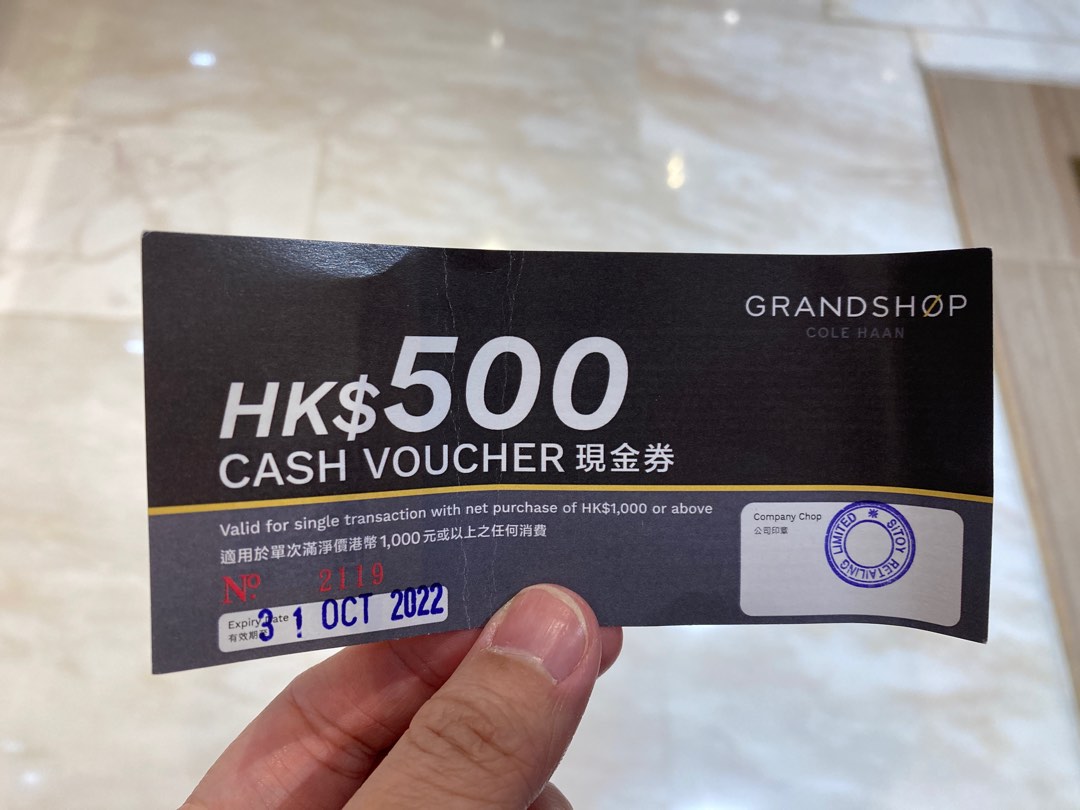 GRANDSHØP
COLE HAAN
HK$500
CASH VOUCHER 現金券
Valid for single transaction with net purchase of HK$1,000 or above
適用於單次滿淨價港幣1,000元或以上之任何消費
Nº. 2119
Expiry Date
有效期至
31 OCT 2022
Company Chop
公司印章
SITOY RETAILING LIMITED *